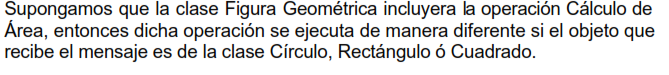 Supongamos que la clase Figura Geométrica incluyera la operación Cálculo de
Área, entonces dicha operación se ejecuta de manera diferente si el objeto que
recibe el mensaje es de la clase Círculo, Rectángulo ó Cuadrado.